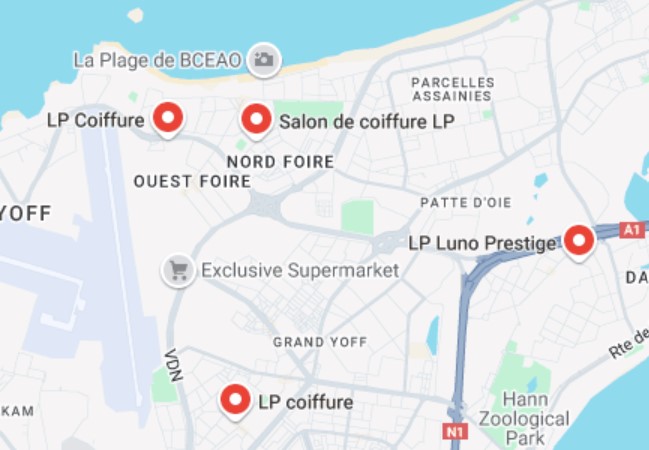 La Plage de BCEAO
PARCELLES
ASSAINIES
LP Coiffure
Salon de coiffure LP
NORD FOIRE
OUEST FOIRE
YOFF
PATTE D'OIE
A1
LP Luno Prestige
Exclusive Supermarket
DA
GRAND YOFF
Rte de
VDN
LP coiffure
KAM
Hann
Zoological
Park
N1